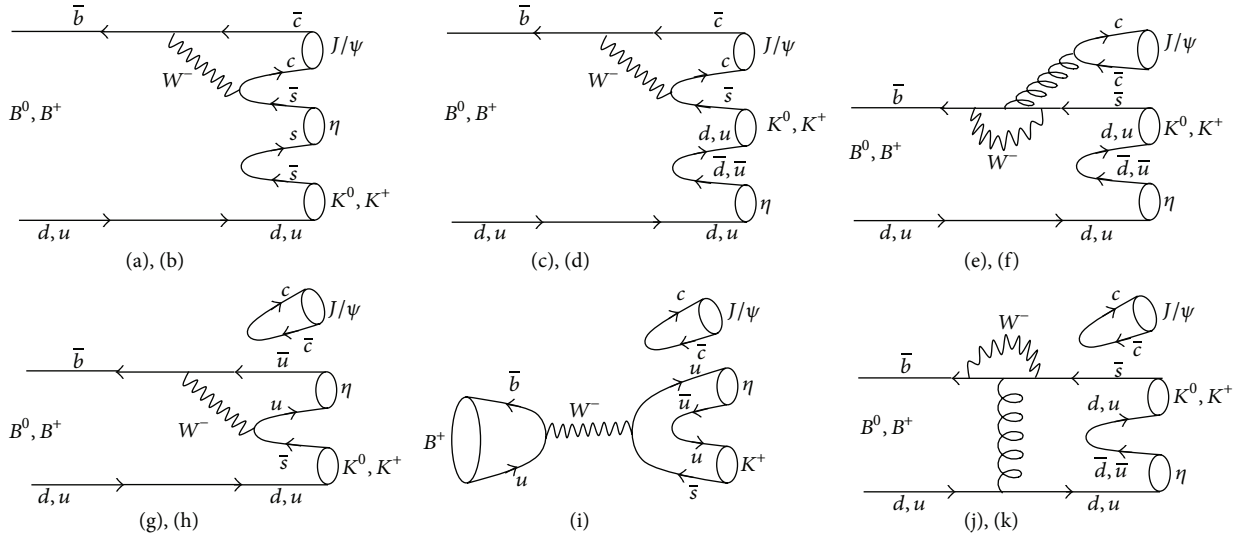 b̅
c̅
J/ψ
W⁻
c
s̅
B⁰, B⁺
η
s
s̅
K⁰, K⁺
d, u
d, u
(a), (b)
b̅
c̅
J/ψ
W⁻
c
s̅
B⁰, B⁺
d, u
K⁰, K⁺
d̅, u̅
η
d, u
d, u
(c), (d)
c
J/ψ
c̅
b̅
s̅
d, u
K⁰, K⁺
W⁻
B⁰, B⁺
d̅, u̅
η
d, u
d, u
(e), (f)
c
J/ψ
c̅
b̅
u̅
η
u
W⁻
B⁰, B⁺
s̅
K⁰, K⁺
d, u
d, u
(g), (h)
c
J/ψ
c̅
u
b̅
η
u̅
W⁻
B⁺
u
u
K⁺
s̅
(i)
c
J/ψ
W⁻
c̅
b̅
s̅
d, u
K⁰, K⁺
B⁰, B⁺
d̅, u̅
η
d, u
d, u
(j), (k)